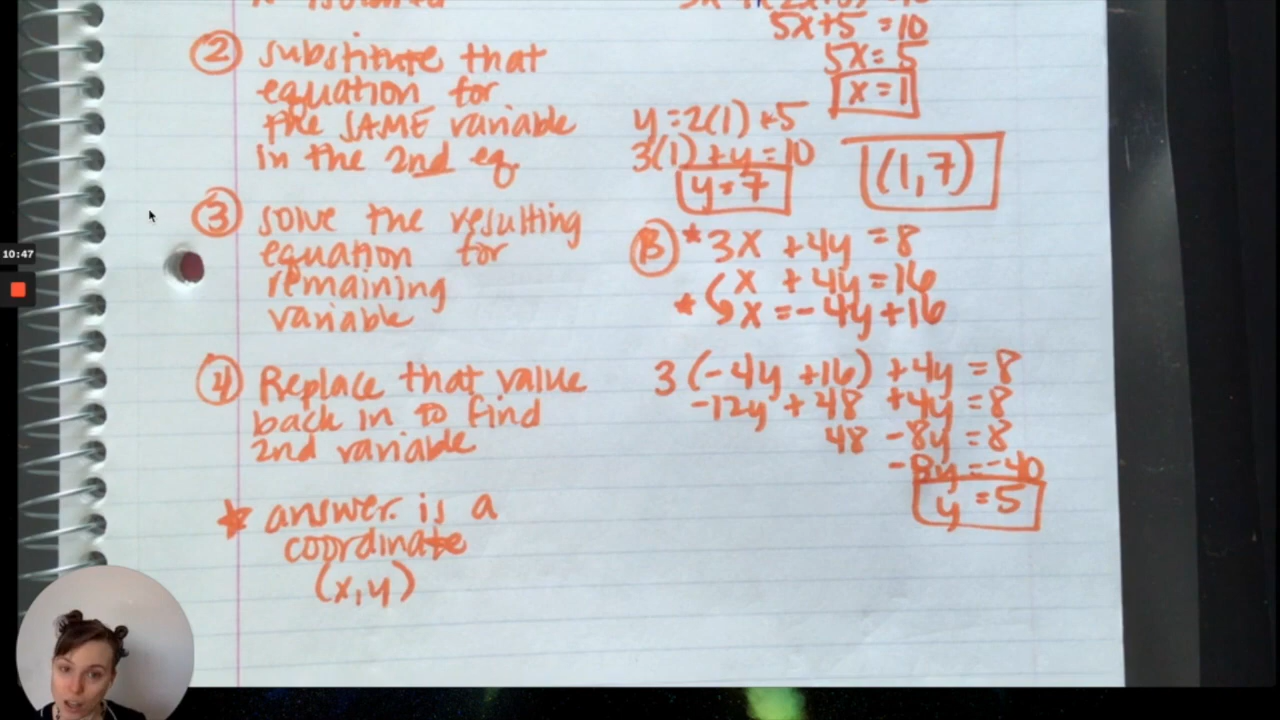 ② substitute that
equation for
the SAME variable
in the 2nd eq
③ solve the resulting
equation for
remaining
variable
④ Replace that value
back in to find
2nd variable
★ answer is a
coordinate
(x,y)
5x+5 = 10
5x = 5
x = 1
y = 2(1) + 5
3(1) + y = 10
y = 7
(1,7)
Ⓑ * 3x + 4y = 8
x + 4y = 16
* x = -4y + 16
3(-4y + 16) + 4y = 8
-12y + 48 + 4y = 8
48 - 8y = 8
-8y = -40
y = 5
10:47